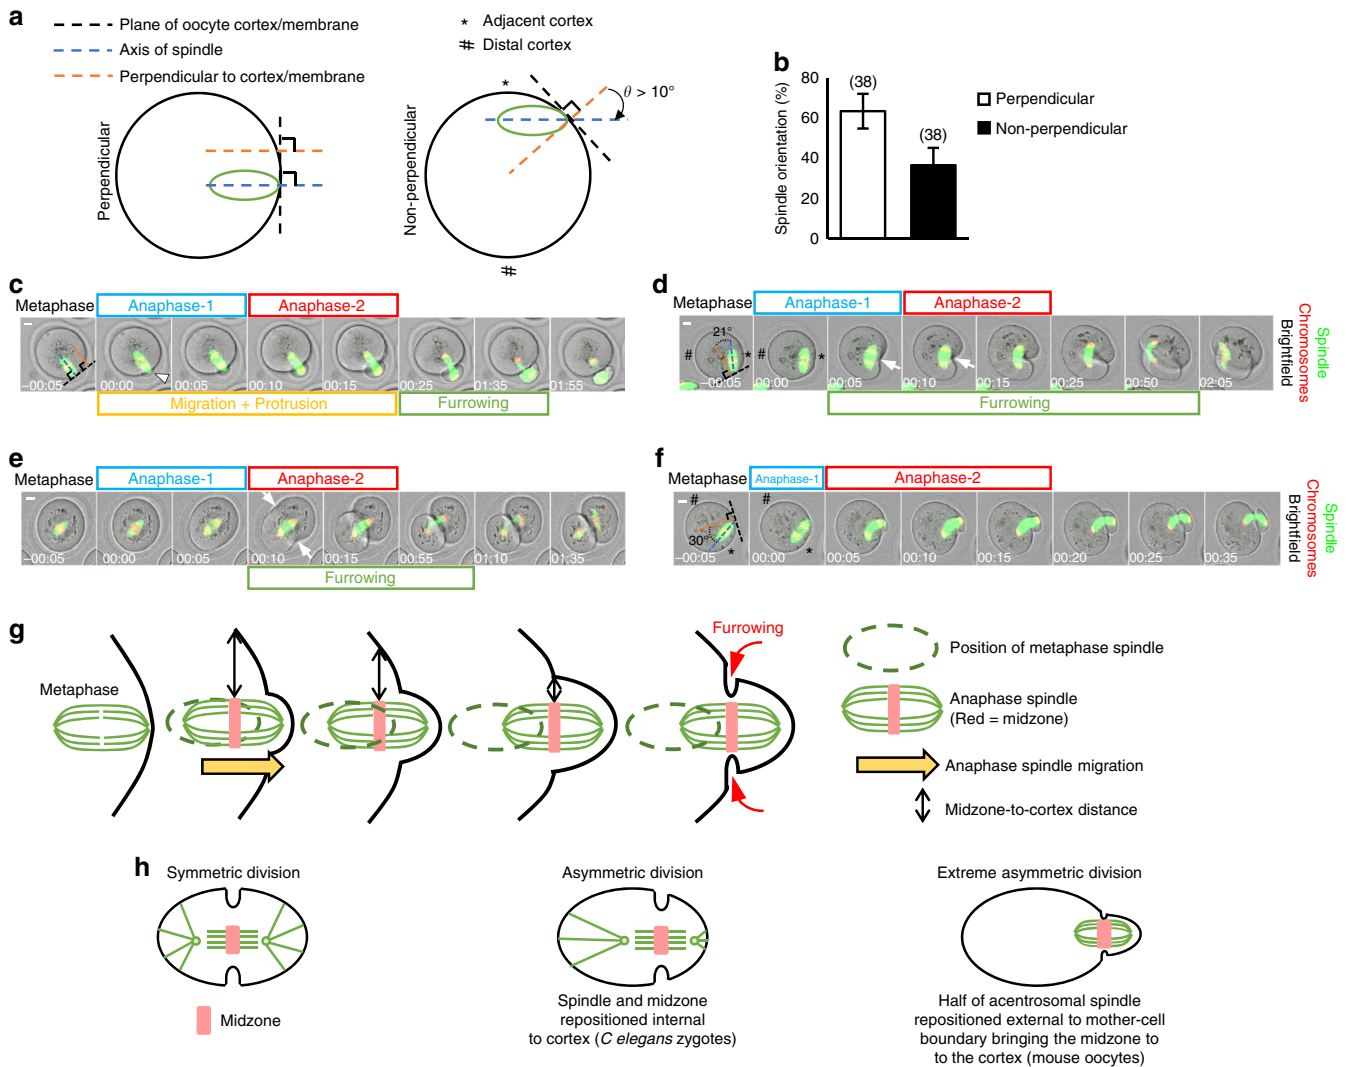 a
Plane of oocyte cortex/membrane
Axis of spindle
Perpendicular to cortex/membrane
* Adjacent cortex
# Distal cortex
Perpendicular
Non-perpendicular
*
θ > 10°
#
b
Spindle orientation (%)
80
60
40
20
0
(38)
(38)
Perpendicular
Non-perpendicular
c
Metaphase
Anaphase-1
Anaphase-2
–00:05
00:00
00:05
00:10
00:15
00:25
01:35
01:55
Migration + Protrusion
Furrowing
d
Metaphase
Anaphase-1
Anaphase-2
#
21°
*
#
*
–00:05
00:00
00:05
00:10
00:15
00:25
00:50
02:05
Furrowing
Spindle
Chromosomes
Brightfield
e
Metaphase
Anaphase-1
Anaphase-2
–00:05
00:00
00:05
00:10
00:15
00:55
01:10
01:35
Furrowing
f
Metaphase
Anaphase-1
Anaphase-2
#
30°
*
#
*
–00:05
00:00
00:05
00:10
00:15
00:20
00:25
00:35
Spindle
Chromosomes
Brightfield
g
Metaphase
Furrowing
Position of metaphase spindle
Anaphase spindle
(Red = midzone)
Anaphase spindle migration
Midzone-to-cortex distance
h
Symmetric division
Midzone
Asymmetric division
Spindle and midzone
repositioned internal
to cortex (C elegans zygotes)
Extreme asymmetric division
Half of acentrosomal spindle
repositioned external to mother-cell
boundary bringing the midzone to
to the cortex (mouse oocytes)